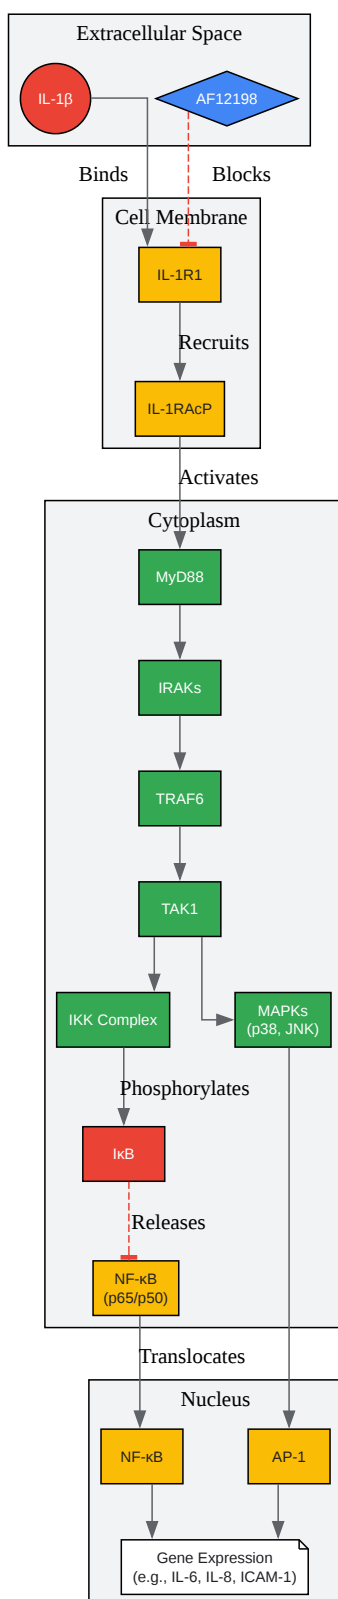 Extracellular Space
IL-1β
AF12198
Binds
Blocks
Cell Membrane
IL-1R1
Recruits
IL-1RAcP
Activates
Cytoplasm
MyD88
IRAKs
TRAF6
TAK1
IKK Complex
MAPKs
(p38, JNK)
Phosphorylates
IκB
Releases
NF-κB
(p65/p50)
Translocates
Nucleus
NF-κB
AP-1
Gene Expression
(e.g., IL-6, IL-8, ICAM-1)